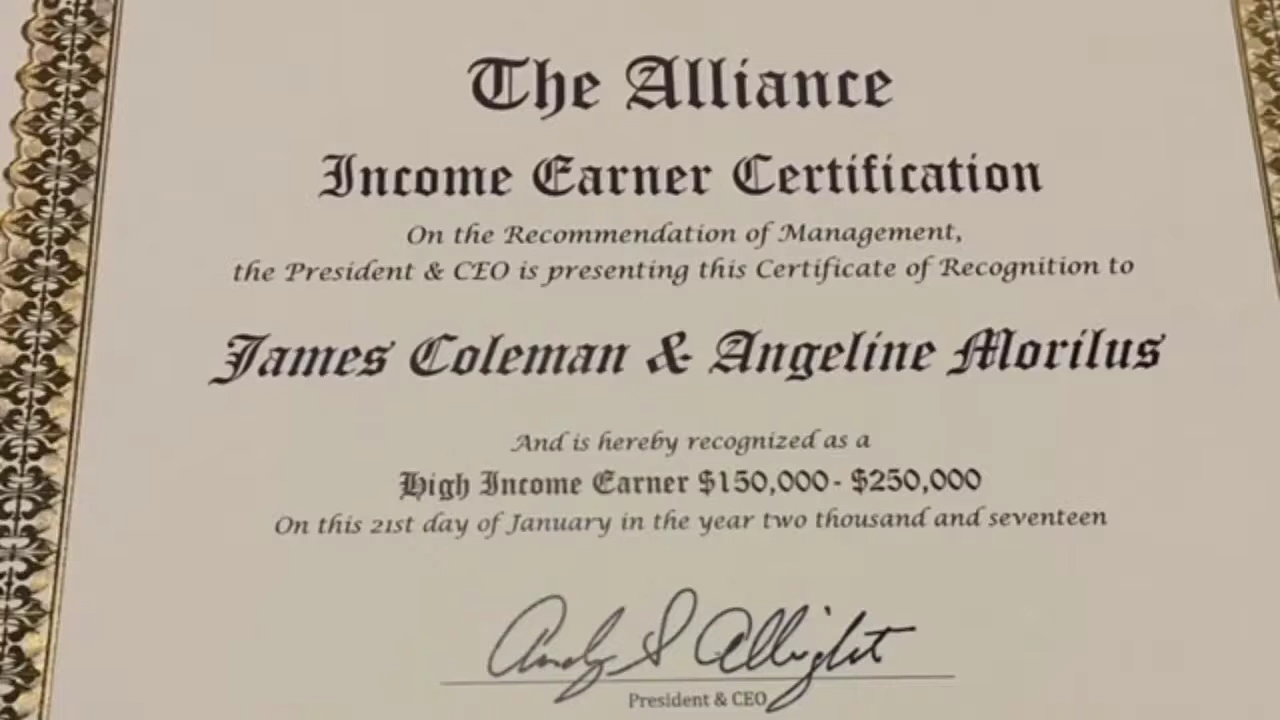 The Alliance
Income Earner Certification
On the Recommendation of Management,
the President & CEO is presenting this Certificate of Recognition to
James Coleman & Angeline Morilus
And is hereby recognized as a
High Income Earner $150,000- $250,000
On this 21st day of January in the year two thousand and seventeen
Andy S Albright
President & CEO